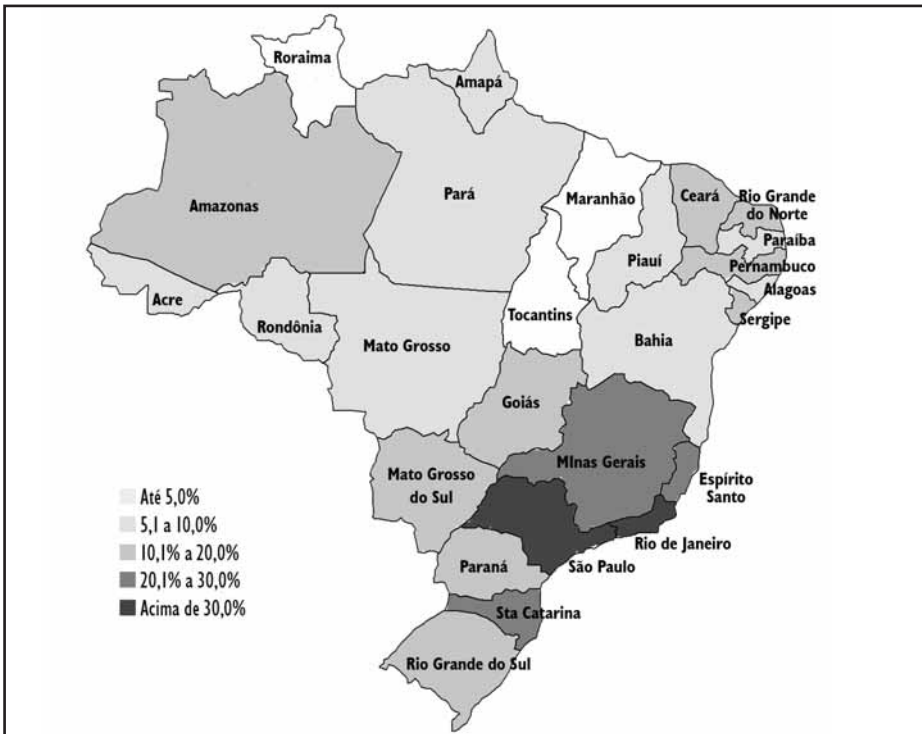 Roraima
Amapá
Amazonas
Pará
Maranhão
Ceará
Rio Grande
do Norte
Paraíba
Piauí
Pernambuco
Alagoas
Sergipe
Acre
Rondônia
Tocantins
Mato Grosso
Bahia
Goiás
MInas Gerais
Mato Grosso
do Sul
Espírito
Santo
Rio de Janeiro
São Paulo
Paraná
Sta Catarina
Rio Grande do Sul
Até 5,0%
5,1 a 10,0%
10,1% a 20,0%
20,1% a 30,0%
Acima de 30,0%